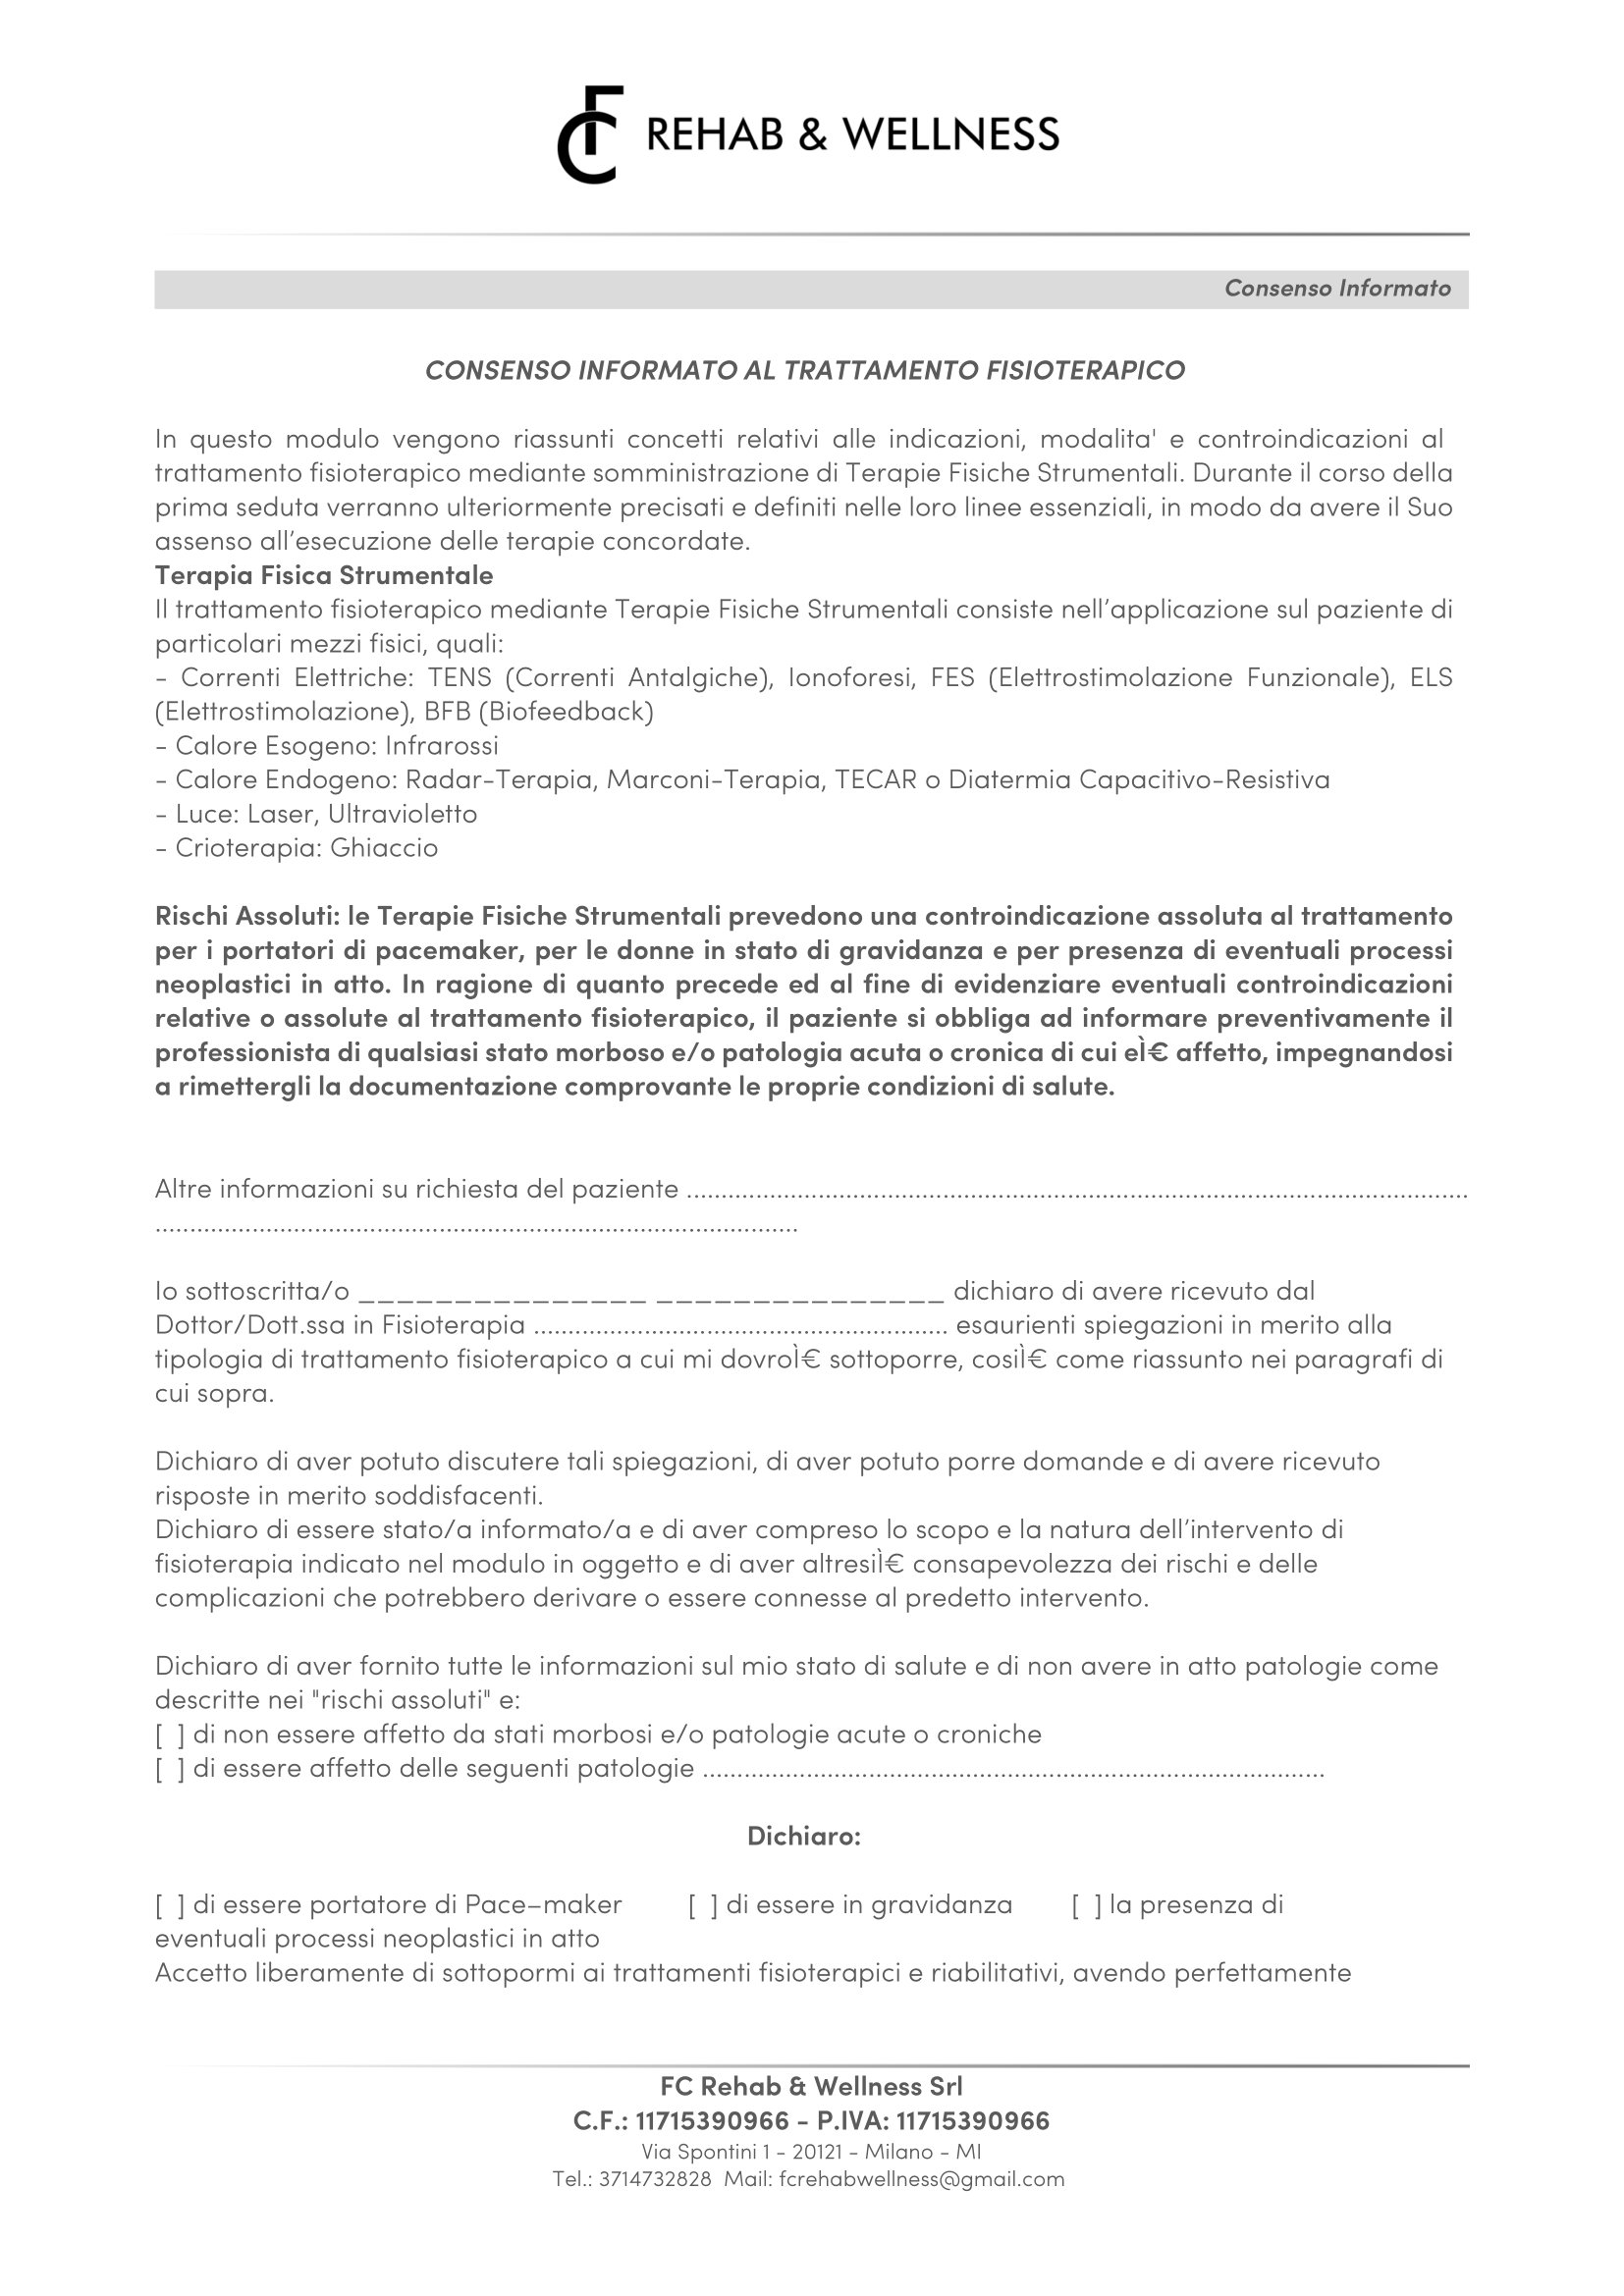 FC REHAB & WELLNESS
Consenso Informato
CONSENSO INFORMATO AL TRATTAMENTO FISIOTERAPICO
In questo modulo vengono riassunti concetti relativi alle indicazioni, modalita' e controindicazioni al
trattamento fisioterapico mediante somministrazione di Terapie Fisiche Strumentali. Durante il corso della
prima seduta verranno ulteriormente precisati e definiti nelle loro linee essenziali, in modo da avere il Suo
assenso all’esecuzione delle terapie concordate.
Terapia Fisica Strumentale
Il trattamento fisioterapico mediante Terapie Fisiche Strumentali consiste nell’applicazione sul paziente di
particolari mezzi fisici, quali:
- Correnti Elettriche: TENS (Correnti Antalgiche), Ionoforesi, FES (Elettrostimolazione Funzionale), ELS
(Elettrostimolazione), BFB (Biofeedback)
- Calore Esogeno: Infrarossi
- Calore Endogeno: Radar-Terapia, Marconi-Terapia, TECAR o Diatermia Capacitivo-Resistiva
- Luce: Laser, Ultravioletto
- Crioterapia: Ghiaccio
Rischi Assoluti: le Terapie Fisiche Strumentali prevedono una controindicazione assoluta al trattamento
per i portatori di pacemaker, per le donne in stato di gravidanza e per presenza di eventuali processi
neoplastici in atto. In ragione di quanto precede ed al fine di evidenziare eventuali controindicazioni
relative o assolute al trattamento fisioterapico, il paziente si obbliga ad informare preventivamente il
professionista di qualsiasi stato morboso e/o patologia acuta o cronica di cui eÌ€ affetto, impegnandosi
a rimettergli la documentazione comprovante le proprie condizioni di salute.
Altre informazioni su richiesta del paziente ................................................................................................................
............................................................................................
Io sottoscritta/o _______________ _______________ dichiaro di avere ricevuto dal
Dottor/Dott.ssa in Fisioterapia ............................................................ esaurienti spiegazioni in merito alla
tipologia di trattamento fisioterapico a cui mi dovroÌ€ sottoporre, cosiÌ€ come riassunto nei paragrafi di
cui sopra.
Dichiaro di aver potuto discutere tali spiegazioni, di aver potuto porre domande e di avere ricevuto
risposte in merito soddisfacenti.
Dichiaro di essere stato/a informato/a e di aver compreso lo scopo e la natura dell’intervento di
fisioterapia indicato nel modulo in oggetto e di aver altresiÌ€ consapevolezza dei rischi e delle
complicazioni che potrebbero derivare o essere connesse al predetto intervento.
Dichiaro di aver fornito tutte le informazioni sul mio stato di salute e di non avere in atto patologie come
descritte nei "rischi assoluti" e:
[ ] di non essere affetto da stati morbosi e/o patologie acute o croniche
[ ] di essere affetto delle seguenti patologie .........................................................................................
Dichiaro:
[ ] di essere portatore di Pace–maker [ ] di essere in gravidanza [ ] la presenza di
eventuali processi neoplastici in atto
Accetto liberamente di sottopormi ai trattamenti fisioterapici e riabilitativi, avendo perfettamente
FC Rehab & Wellness Srl
C.F.: 11715390966 - P.IVA: 11715390966
Via Spontini 1 - 20121 - Milano - MI
Tel.: 3714732828 Mail: fcrehabwellness@gmail.com